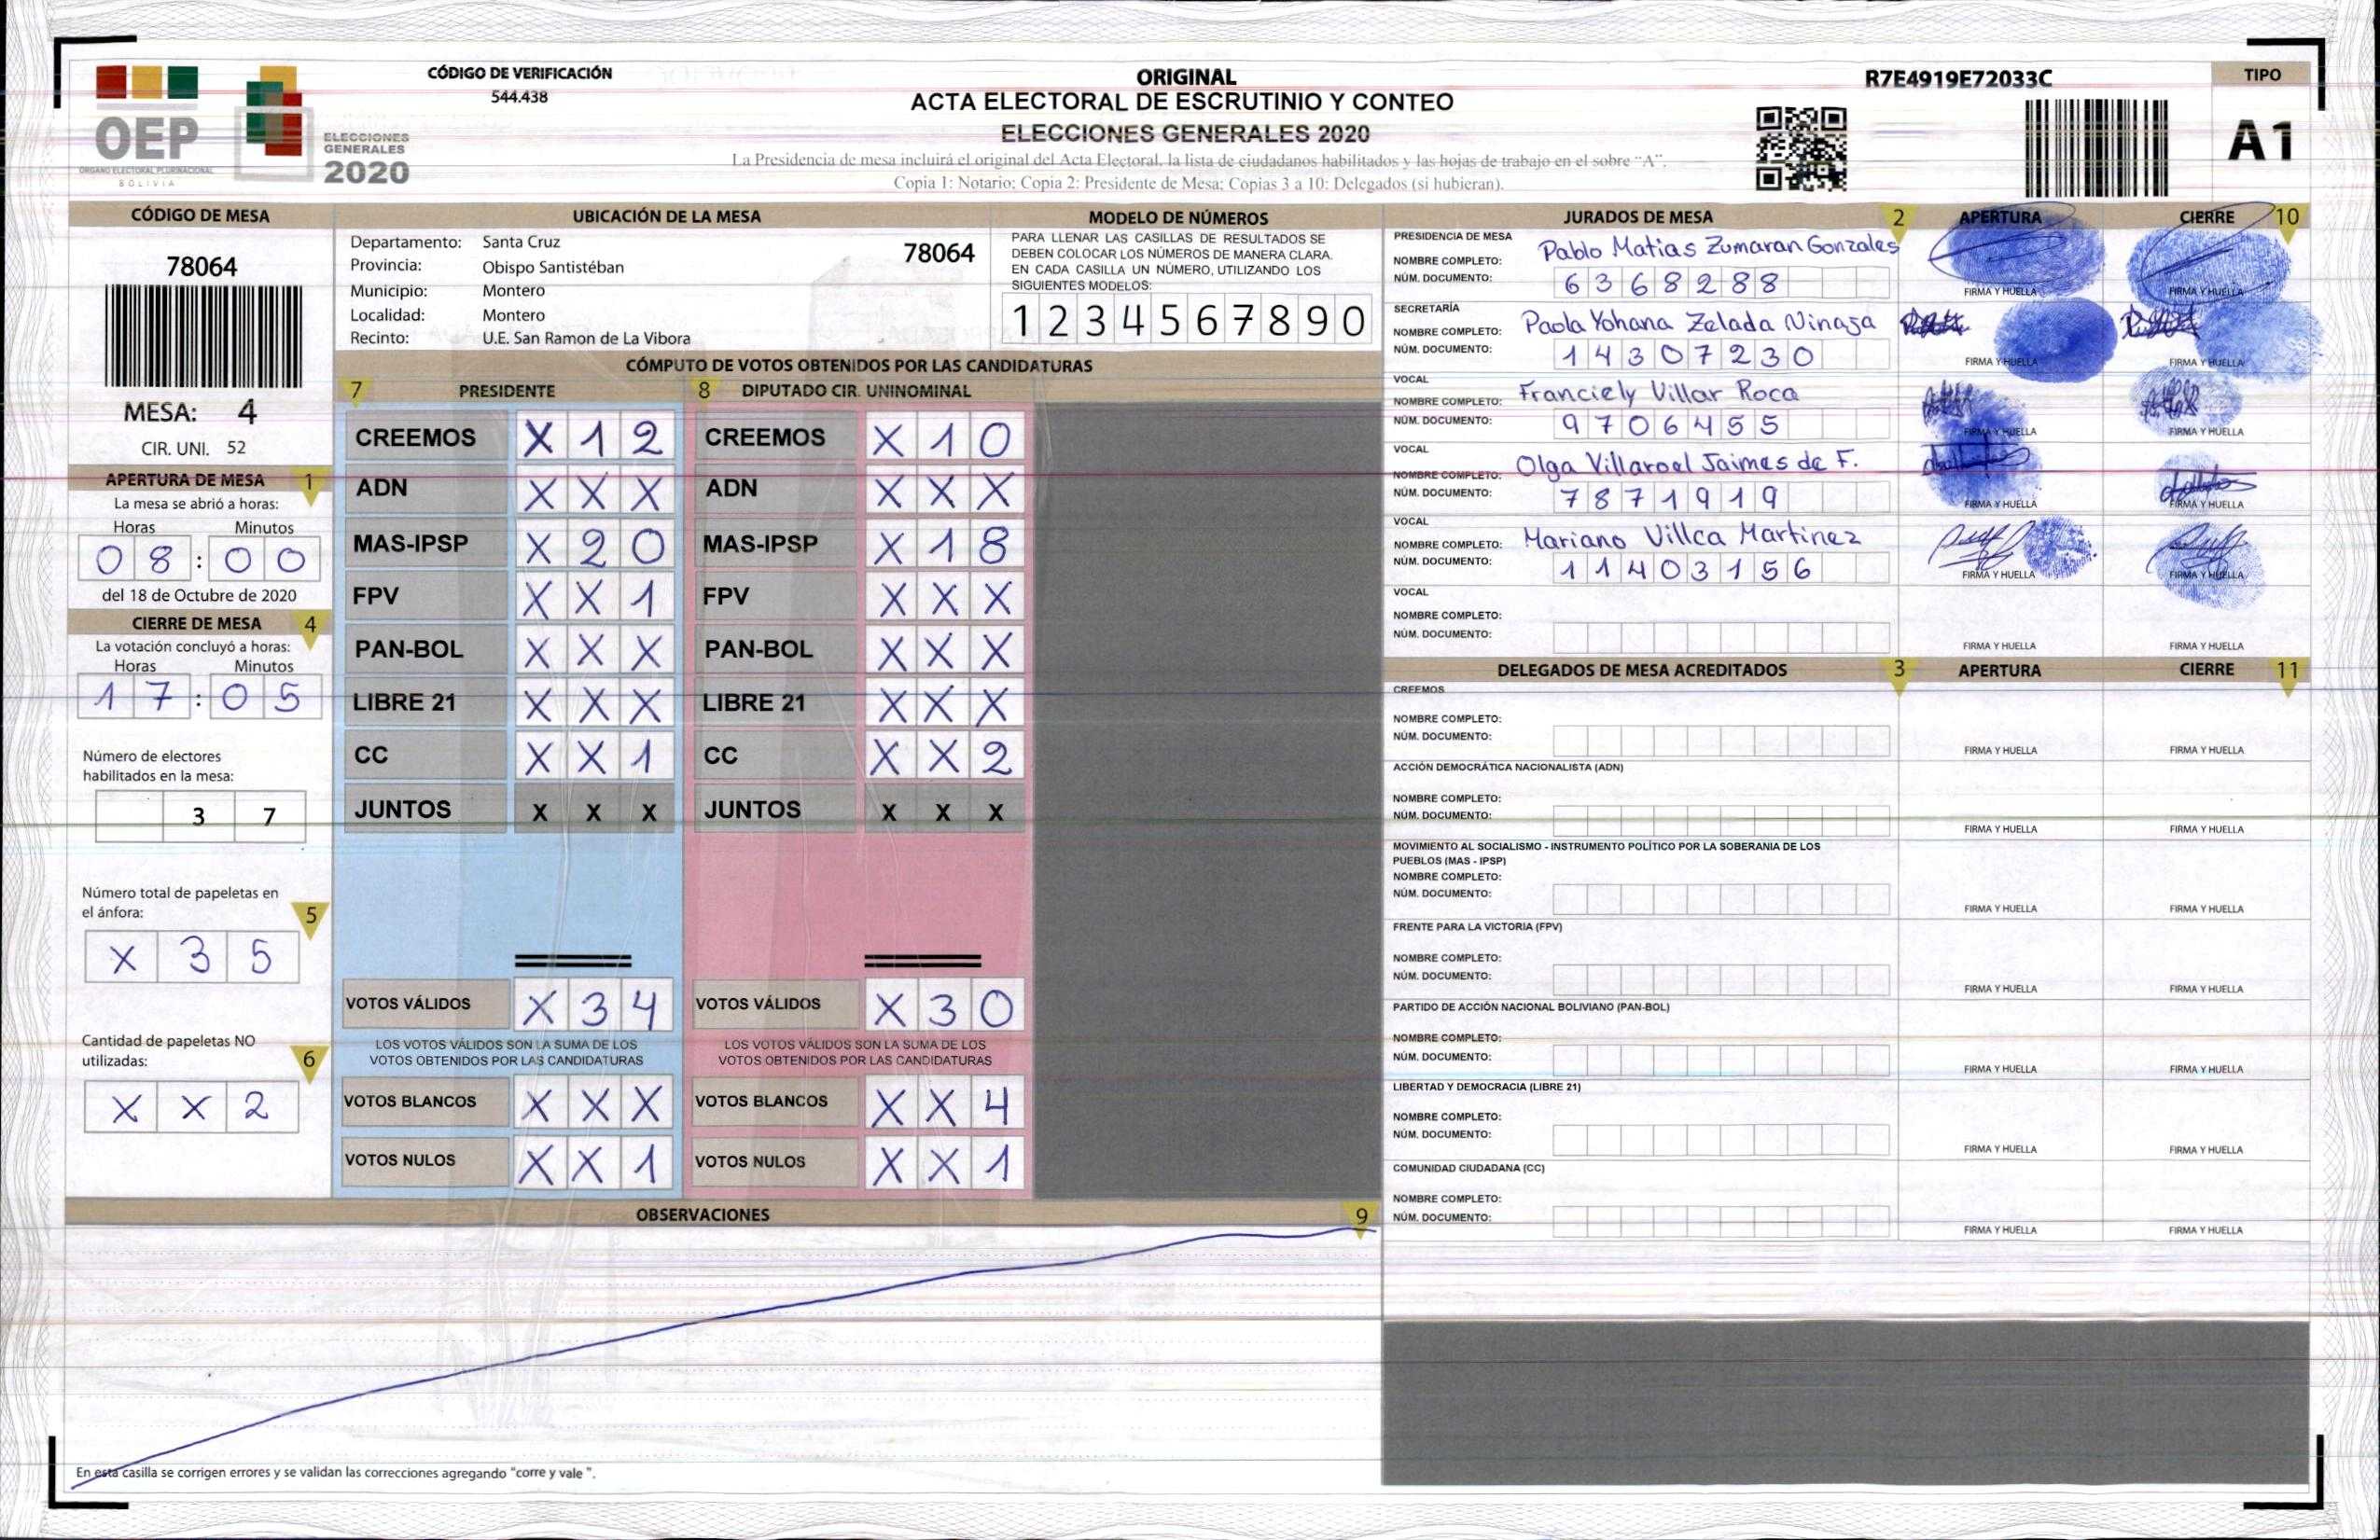 OEP
ÓRGANO ELECTORAL PLURINACIONAL
BOLIVIA
ELECCIONES
GENERALES
2020
CÓDIGO DE VERIFICACIÓN
544.438
ORIGINAL
ACTA ELECTORAL DE ESCRUTINIO Y CONTEO
ELECCIONES GENERALES 2020
La Presidencia de mesa incluirá el original del Acta Electoral, la lista de ciudadanos habilitados y las hojas de trabajo en el sobre "A".
Copia 1: Notario; Copia 2: Presidente de Mesa; Copias 3 a 10: Delegados (si hubieran).
R7E4919E72033C
TIPO
A1
CÓDIGO DE MESA
78064
MESA: 4
CIR. UNI. 52
APERTURA DE MESA 1
La mesa se abrió a horas:
Horas Minutos
0 8 : 0 0
del 18 de Octubre de 2020
CIERRE DE MESA 4
La votación concluyó a horas:
Horas Minutos
1 7 : 0 5
Número de electores
habilitados en la mesa:
3 7
Número total de papeletas en
el ánfora: 5
X 3 5
Cantidad de papeletas NO
utilizadas: 6
X X 2
UBICACIÓN DE LA MESA
Departamento: Santa Cruz 78064
Provincia: Obispo Santistéban
Municipio: Montero
Localidad: Montero
Recinto: U.E. San Ramon de La Vibora
MODELO DE NÚMEROS
PARA LLENAR LAS CASILLAS DE RESULTADOS SE
DEBEN COLOCAR LOS NÚMEROS DE MANERA CLARA.
EN CADA CASILLA UN NÚMERO, UTILIZANDO LOS
SIGUIENTES MODELOS:
1 2 3 4 5 6 7 8 9 0
CÓMPUTO DE VOTOS OBTENIDOS POR LAS CANDIDATURAS
7 PRESIDENTE 8 DIPUTADO CIR. UNINOMINAL
CREEMOS X 1 2 CREEMOS X 1 0
ADN X X X ADN X X X
MAS-IPSP X 2 0 MAS-IPSP X 1 8
FPV X X 1 FPV X X X
PAN-BOL X X X PAN-BOL X X X
LIBRE 21 X X X LIBRE 21 X X X
CC X X 1 CC X X 2
JUNTOS X X X JUNTOS X X X
VOTOS VÁLIDOS X 3 4 VOTOS VÁLIDOS X 3 0
LOS VOTOS VÁLIDOS SON LA SUMA DE LOS LOS VOTOS VÁLIDOS SON LA SUMA DE LOS
VOTOS OBTENIDOS POR LAS CANDIDATURAS VOTOS OBTENIDOS POR LAS CANDIDATURAS
VOTOS BLANCOS X X X VOTOS BLANCOS X X 4
VOTOS NULOS X X 1 VOTOS NULOS X X 1
OBSERVACIONES 9
En esta casilla se corrigen errores y se validan las correcciones agregando "corre y vale ".
JURADOS DE MESA 2 APERTURA CIERRE 10
PRESIDENCIA DE MESA
NOMBRE COMPLETO: Pablo Matias Zumaran Gonzales
NÚM. DOCUMENTO: 6 3 6 8 2 8 8
FIRMA Y HUELLA FIRMA Y HUELLA
SECRETARÍA
NOMBRE COMPLETO: Paola Yohana Zelada Ninaja
NÚM. DOCUMENTO: 1 4 3 0 7 2 3 0
FIRMA Y HUELLA FIRMA Y HUELLA
VOCAL
NOMBRE COMPLETO: Franciely Villar Roca
NÚM. DOCUMENTO: 9 7 0 6 4 5 5
FIRMA Y HUELLA FIRMA Y HUELLA
VOCAL
NOMBRE COMPLETO: Olga Villaroel Jaimes de F.
NÚM. DOCUMENTO: 7 8 7 1 9 1 9
FIRMA Y HUELLA FIRMA Y HUELLA
VOCAL
NOMBRE COMPLETO: Mariano Villca Martinez
NÚM. DOCUMENTO: 1 1 4 0 3 1 5 6
FIRMA Y HUELLA FIRMA Y HUELLA
VOCAL
NOMBRE COMPLETO:
NÚM. DOCUMENTO:
FIRMA Y HUELLA FIRMA Y HUELLA
DELEGADOS DE MESA ACREDITADOS 3 APERTURA CIERRE 11
CREEMOS
NOMBRE COMPLETO:
NÚM. DOCUMENTO:
FIRMA Y HUELLA FIRMA Y HUELLA
ACCIÓN DEMOCRÁTICA NACIONALISTA (ADN)
NOMBRE COMPLETO:
NÚM. DOCUMENTO:
FIRMA Y HUELLA FIRMA Y HUELLA
MOVIMIENTO AL SOCIALISMO - INSTRUMENTO POLÍTICO POR LA SOBERANIA DE LOS
PUEBLOS (MAS - IPSP)
NOMBRE COMPLETO:
NÚM. DOCUMENTO:
FIRMA Y HUELLA FIRMA Y HUELLA
FRENTE PARA LA VICTORIA (FPV)
NOMBRE COMPLETO:
NÚM. DOCUMENTO:
FIRMA Y HUELLA FIRMA Y HUELLA
PARTIDO DE ACCIÓN NACIONAL BOLIVIANO (PAN-BOL)
NOMBRE COMPLETO:
NÚM. DOCUMENTO:
FIRMA Y HUELLA FIRMA Y HUELLA
LIBERTAD Y DEMOCRACIA (LIBRE 21)
NOMBRE COMPLETO:
NÚM. DOCUMENTO:
FIRMA Y HUELLA FIRMA Y HUELLA
COMUNIDAD CIUDADANA (CC)
NOMBRE COMPLETO:
NÚM. DOCUMENTO:
FIRMA Y HUELLA FIRMA Y HUELLA